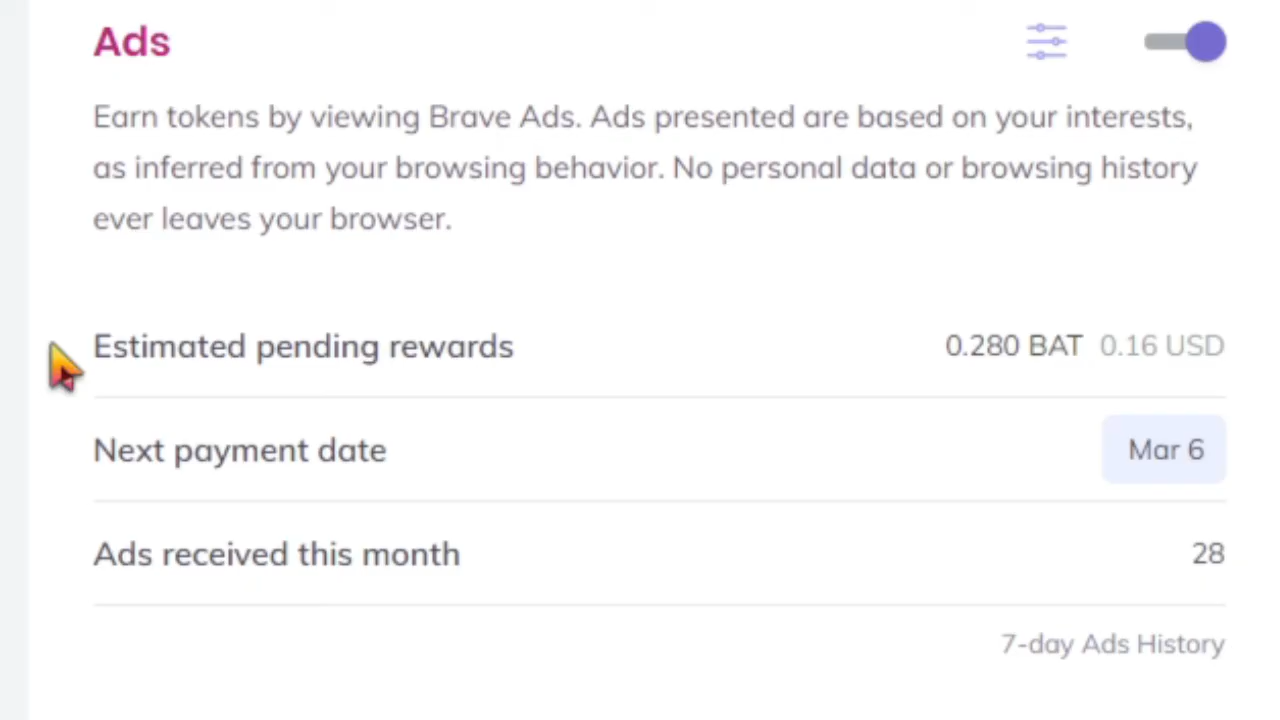 Ads
Earn tokens by viewing Brave Ads. Ads presented are based on your interests,
as inferred from your browsing behavior. No personal data or browsing history
ever leaves your browser.
Estimated pending rewards 0.280 BAT 0.16 USD
Next payment date Mar 6
Ads received this month 28
7-day Ads History